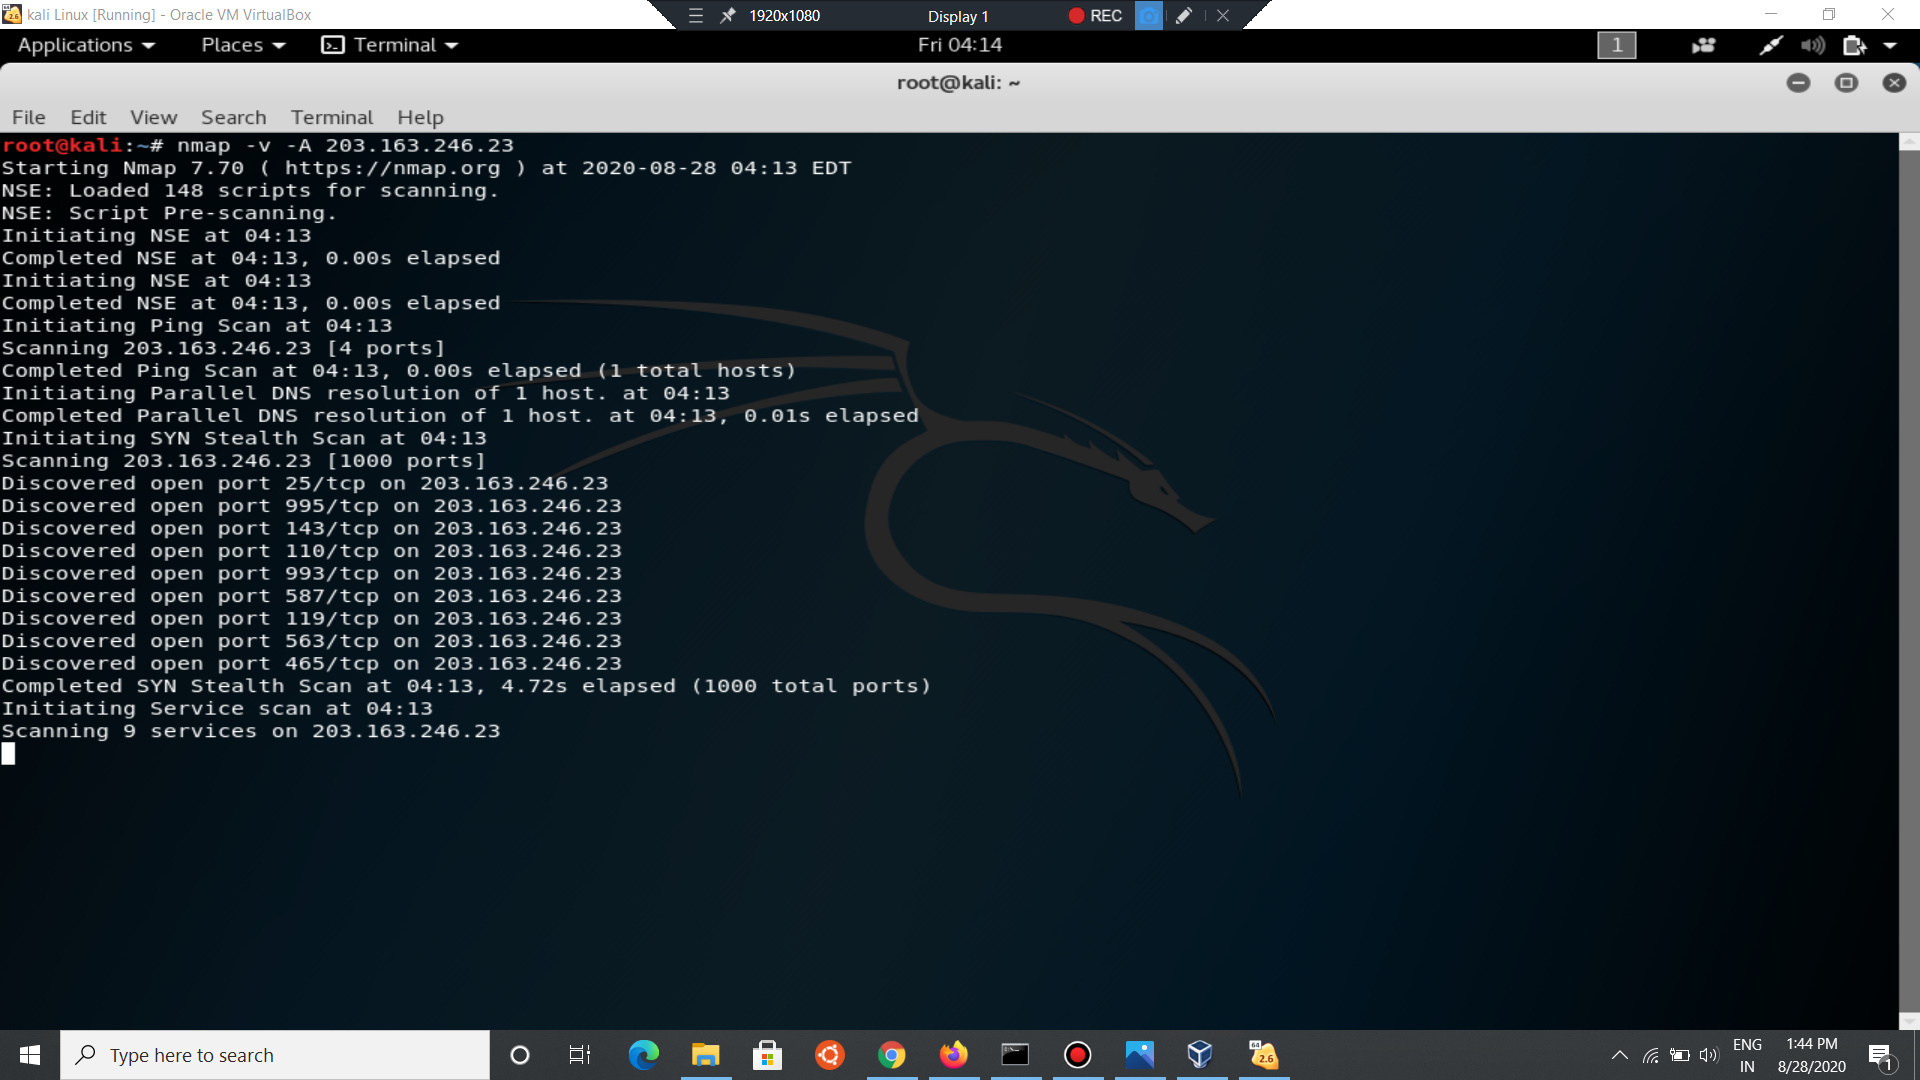 kali Linux [Running] - Oracle VM VirtualBox
1920x1080
Display 1
REC
Applications
Places
Terminal
Fri 04:14
1
root@kali: ~
File Edit View Search Terminal Help
root@kali:~# nmap -v -A 203.163.246.23
Starting Nmap 7.70 ( https://nmap.org ) at 2020-08-28 04:13 EDT
NSE: Loaded 148 scripts for scanning.
NSE: Script Pre-scanning.
Initiating NSE at 04:13
Completed NSE at 04:13, 0.00s elapsed
Initiating NSE at 04:13
Completed NSE at 04:13, 0.00s elapsed
Initiating Ping Scan at 04:13
Scanning 203.163.246.23 [4 ports]
Completed Ping Scan at 04:13, 0.00s elapsed (1 total hosts)
Initiating Parallel DNS resolution of 1 host. at 04:13
Completed Parallel DNS resolution of 1 host. at 04:13, 0.01s elapsed
Initiating SYN Stealth Scan at 04:13
Scanning 203.163.246.23 [1000 ports]
Discovered open port 25/tcp on 203.163.246.23
Discovered open port 995/tcp on 203.163.246.23
Discovered open port 143/tcp on 203.163.246.23
Discovered open port 110/tcp on 203.163.246.23
Discovered open port 993/tcp on 203.163.246.23
Discovered open port 587/tcp on 203.163.246.23
Discovered open port 119/tcp on 203.163.246.23
Discovered open port 563/tcp on 203.163.246.23
Discovered open port 465/tcp on 203.163.246.23
Completed SYN Stealth Scan at 04:13, 4.72s elapsed (1000 total ports)
Initiating Service scan at 04:13
Scanning 9 services on 203.163.246.23
Type here to search
64
2.6
ENG
IN
1:44 PM
8/28/2020
1